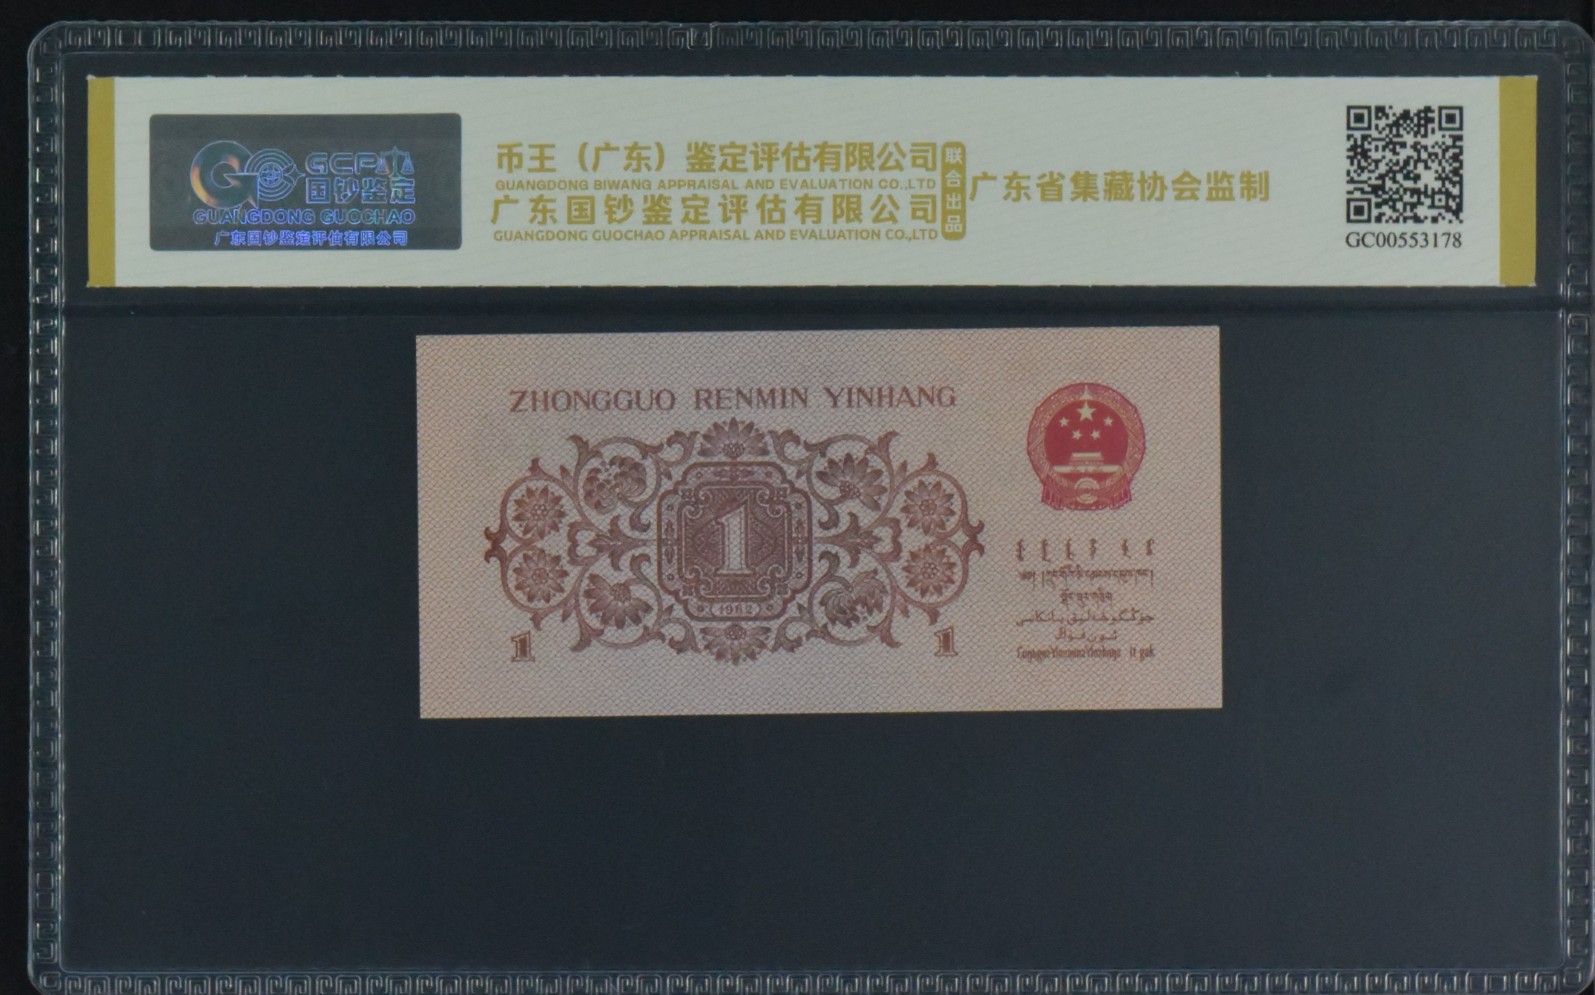 GCPA
国钞鉴定
GUANGDONG GUOCHAO
广东国钞鉴定评估有限公司
币王（广东）鉴定评估有限公司
GUANGDONG BIWANG APPRAISAL AND EVALUATION CO.,LTD
广东国钞鉴定评估有限公司
GUANGDONG GUOCHAO APPRAISAL AND EVALUATION CO.,LTD
联合出品
广东省集藏协会监制
GC00553178
ZHONGGUO RENMIN YINHANG
1
1962
1
1